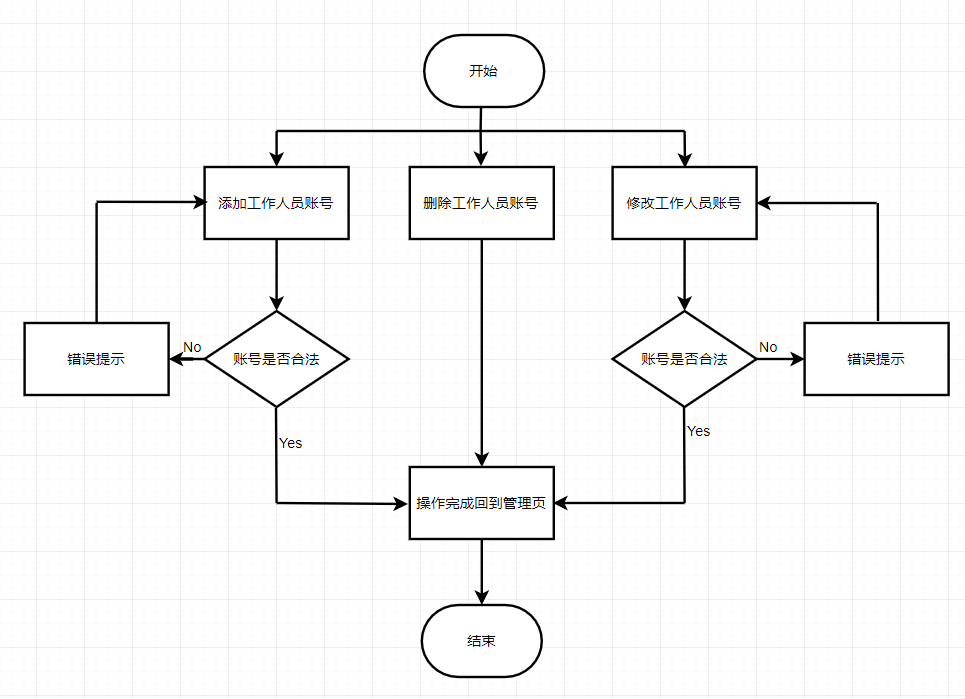 开始
添加工作人员账号
删除工作人员账号
修改工作人员账号
错误提示
No
账号是否合法
账号是否合法
No
错误提示
Yes
Yes
操作完成回到管理页
结束